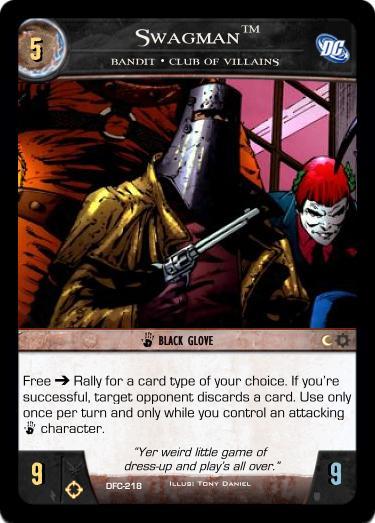 5
SWAGMAN™
DC
BANDIT • CLUB OF VILLAINS
BLACK GLOVE
Free ➔ Rally for a card type of your choice. If you're
successful, target opponent discards a card. Use only
once per turn and only while you control an attacking
character.
"Yer weird little game of
dress-up and play's all over."
9
DFC-218
ILLUS: TONY DANIEL
9